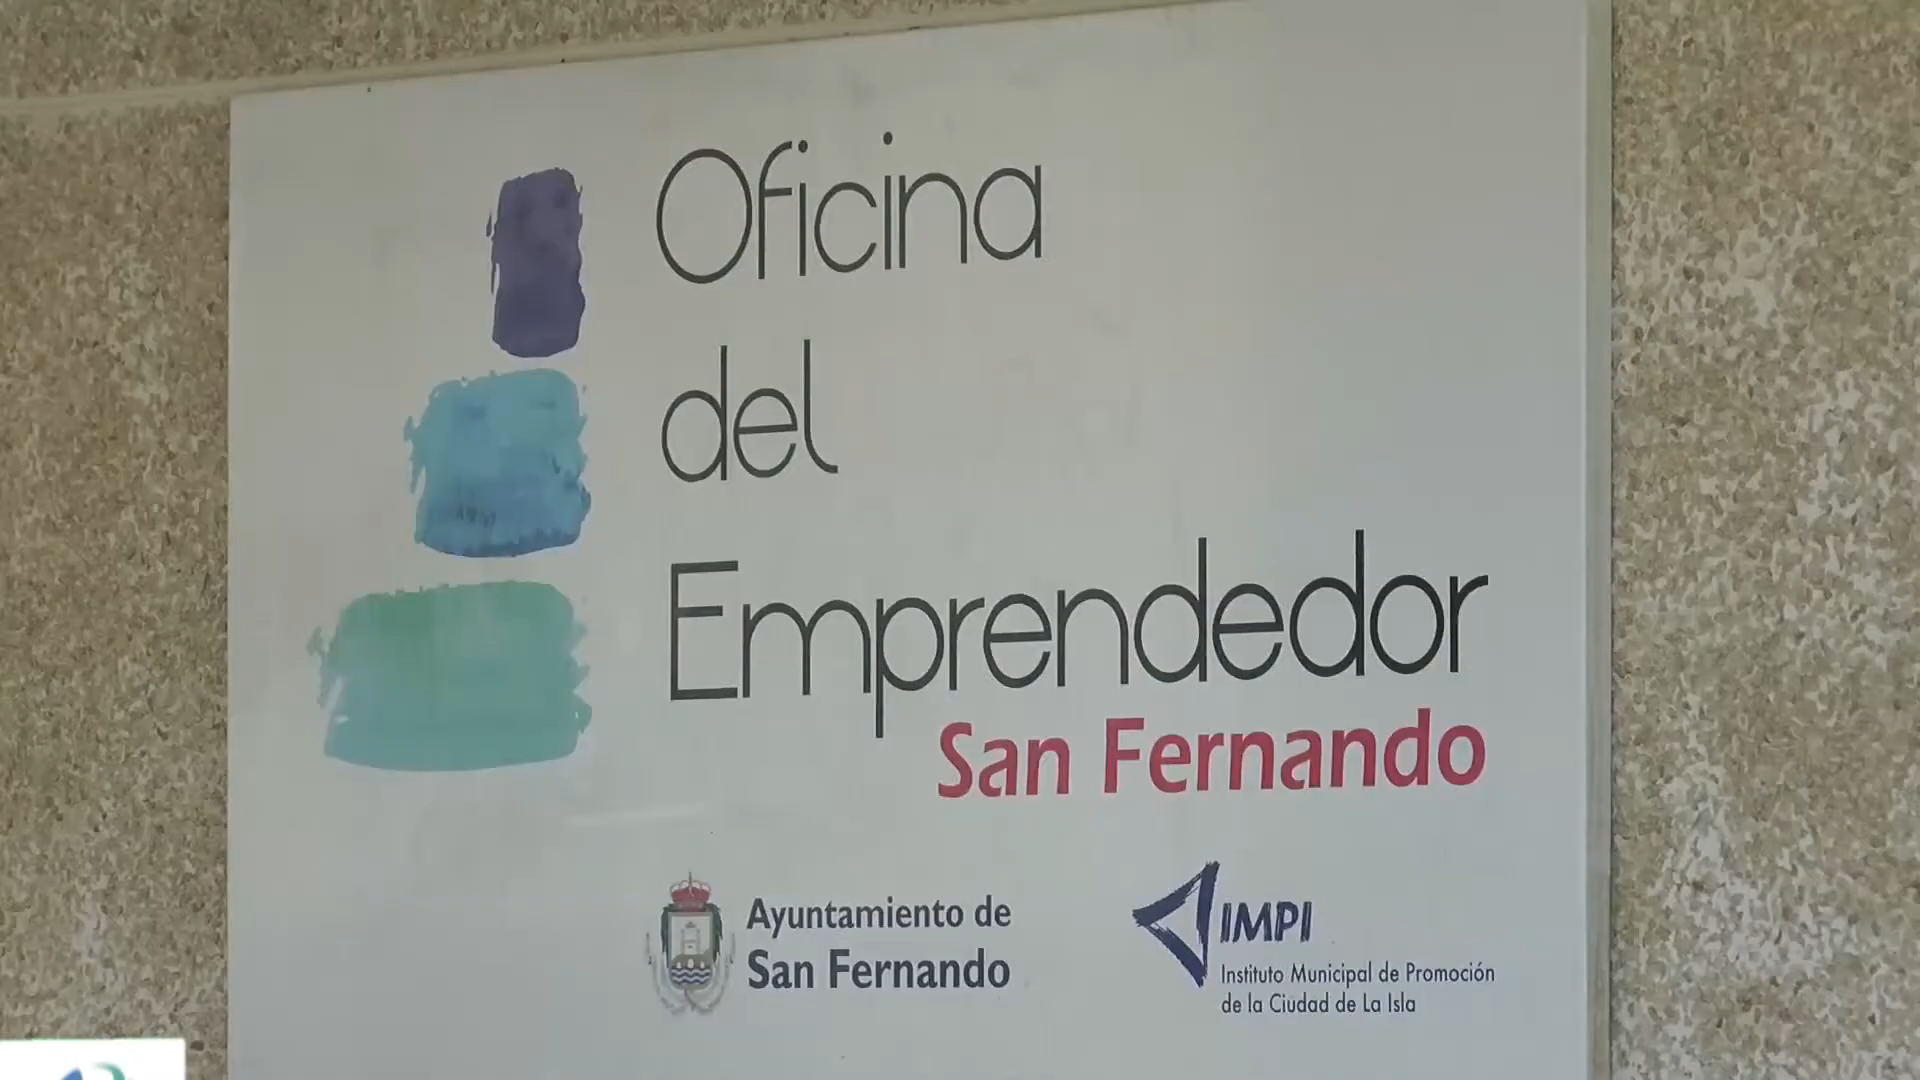 Oficina
del
Emprendedor
San Fernando
Ayuntamiento de
San Fernando
IMPI
Instituto Municipal de Promoción
de la Ciudad de La Isla